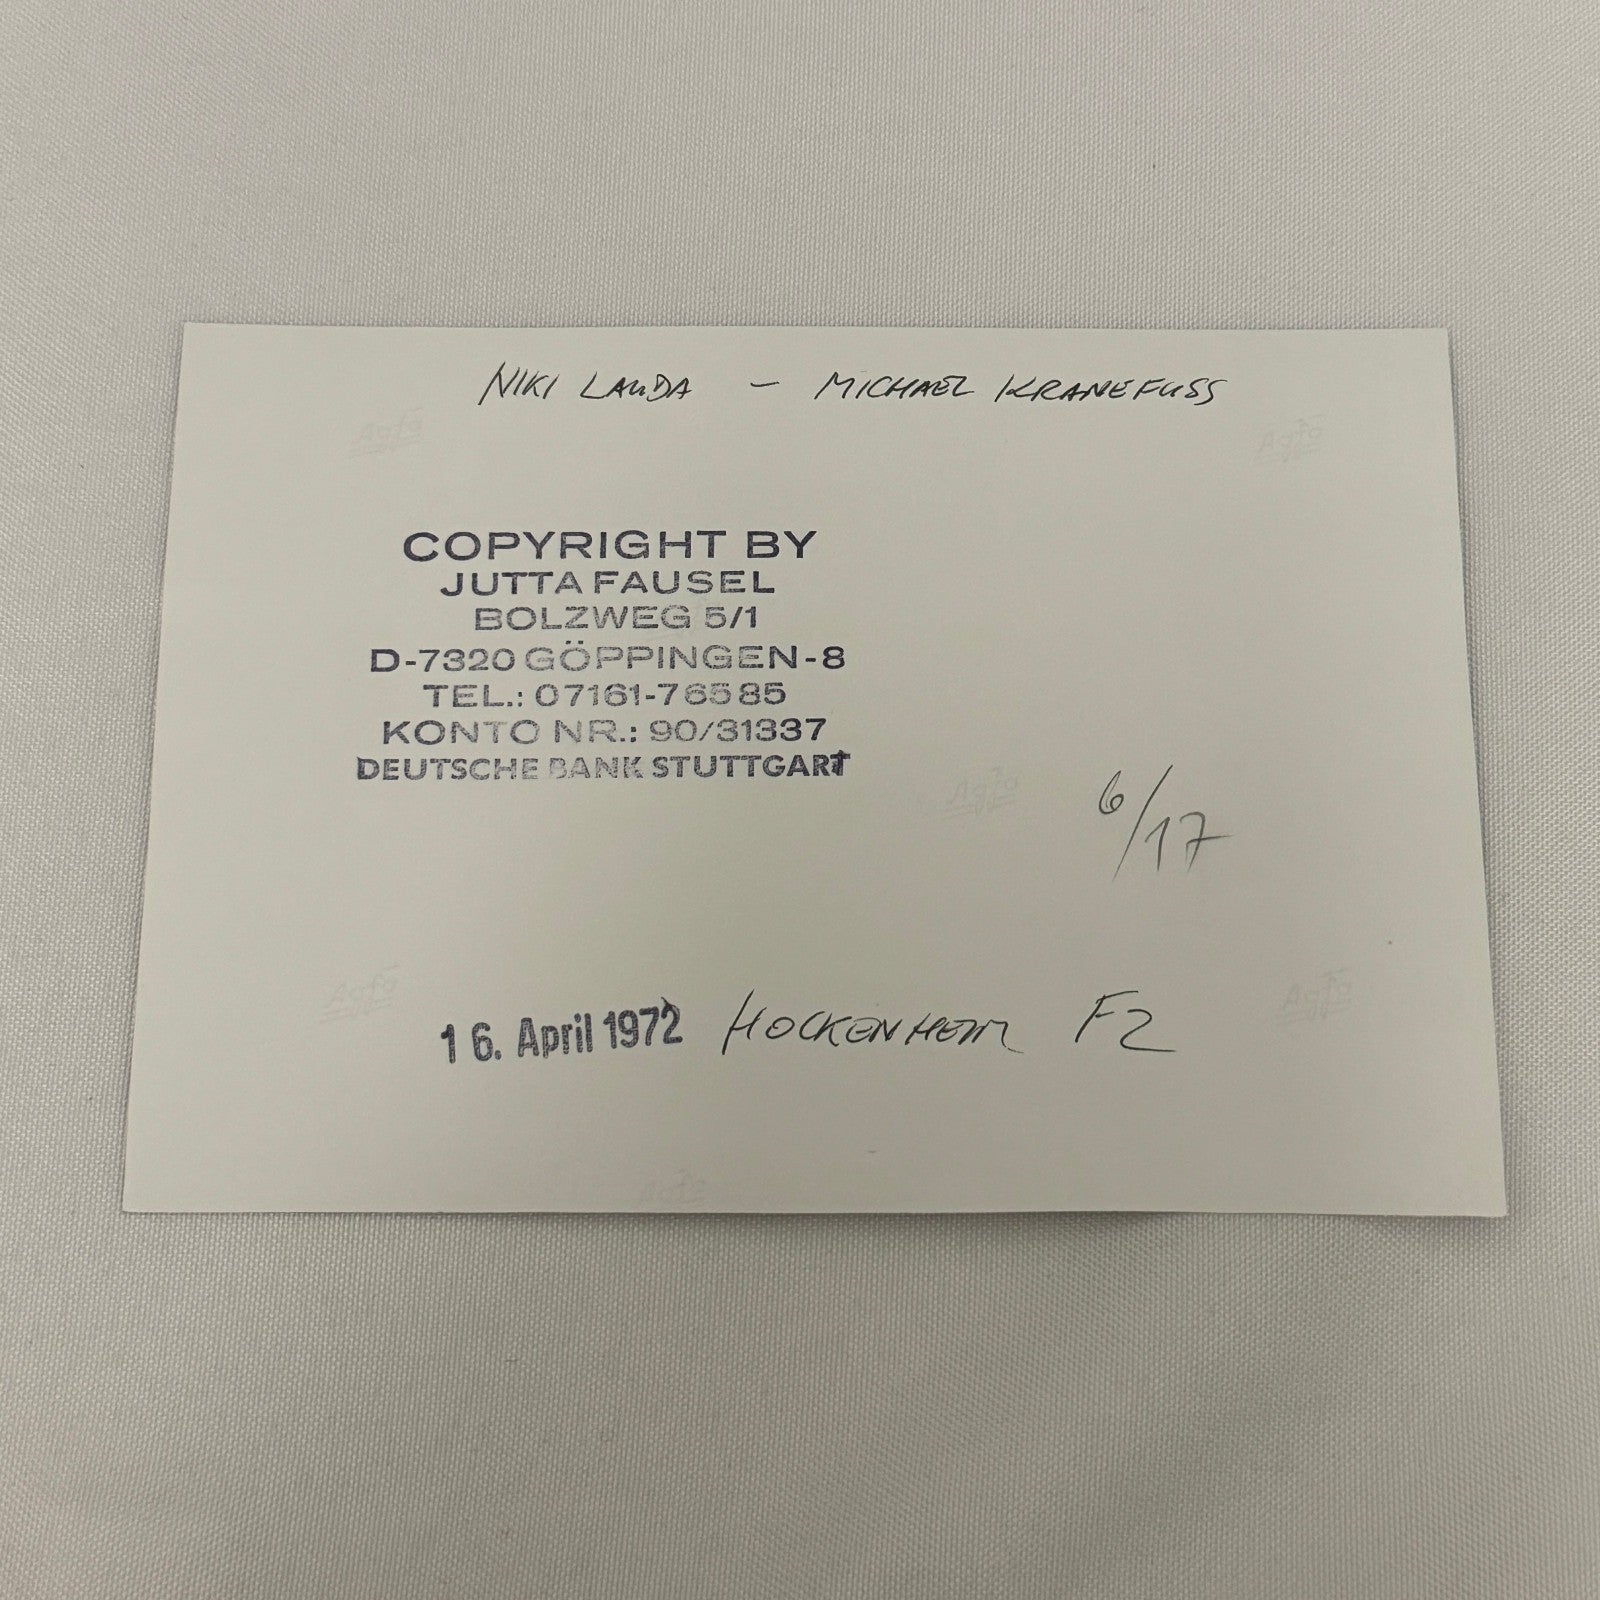 NIKI LAUDA - MICHAEL KRANEFUSS
COPYRIGHT BY
JUTTA FAUSEL
BOLZWEG 5/1
D-7320 GÖPPINGEN-8
TEL.: 07161-76585
KONTO NR.: 90/31337
DEUTSCHE BANK STUTTGART
6/17
16. April 1972 HOCKENHEIM F2